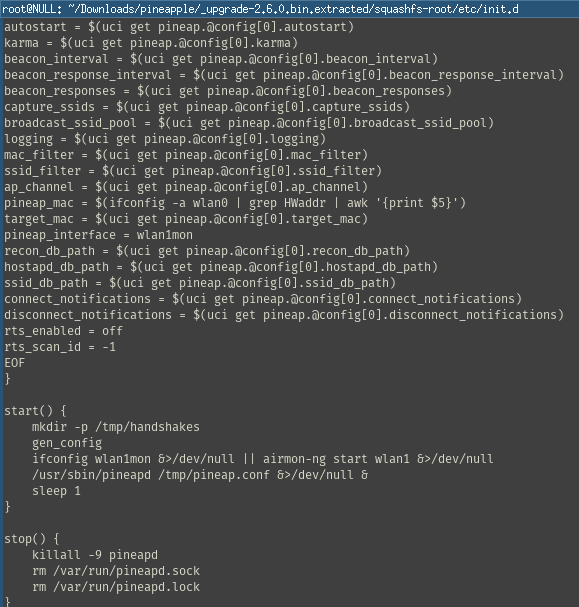 root@NULL: ~/Downloads/pineapple/_upgrade-2.6.0.bin.extracted/squashfs-root/etc/init.d
autostart = $(uci get pineap.@config[0].autostart)
karma = $(uci get pineap.@config[0].karma)
beacon_interval = $(uci get pineap.@config[0].beacon_interval)
beacon_response_interval = $(uci get pineap.@config[0].beacon_response_interval)
beacon_responses = $(uci get pineap.@config[0].beacon_responses)
capture_ssids = $(uci get pineap.@config[0].capture_ssids)
broadcast_ssid_pool = $(uci get pineap.@config[0].broadcast_ssid_pool)
logging = $(uci get pineap.@config[0].logging)
mac_filter = $(uci get pineap.@config[0].mac_filter)
ssid_filter = $(uci get pineap.@config[0].ssid_filter)
ap_channel = $(uci get pineap.@config[0].ap_channel)
pineap_mac = $(ifconfig -a wlan0 | grep HWaddr | awk '{print $5}')
target_mac = $(uci get pineap.@config[0].target_mac)
pineap_interface = wlan1mon
recon_db_path = $(uci get pineap.@config[0].recon_db_path)
hostapd_db_path = $(uci get pineap.@config[0].hostapd_db_path)
ssid_db_path = $(uci get pineap.@config[0].ssid_db_path)
connect_notifications = $(uci get pineap.@config[0].connect_notifications)
disconnect_notifications = $(uci get pineap.@config[0].disconnect_notifications)
rts_enabled = off
rts_scan_id = -1
EOF
}

start() {
    mkdir -p /tmp/handshakes
    gen_config
    ifconfig wlan1mon &>/dev/null || airmon-ng start wlan1 &>/dev/null
    /usr/sbin/pineapd /tmp/pineap.conf &>/dev/null &
    sleep 1
}

stop() {
    killall -9 pineapd
    rm /var/run/pineapd.sock
    rm /var/run/pineapd.lock
}